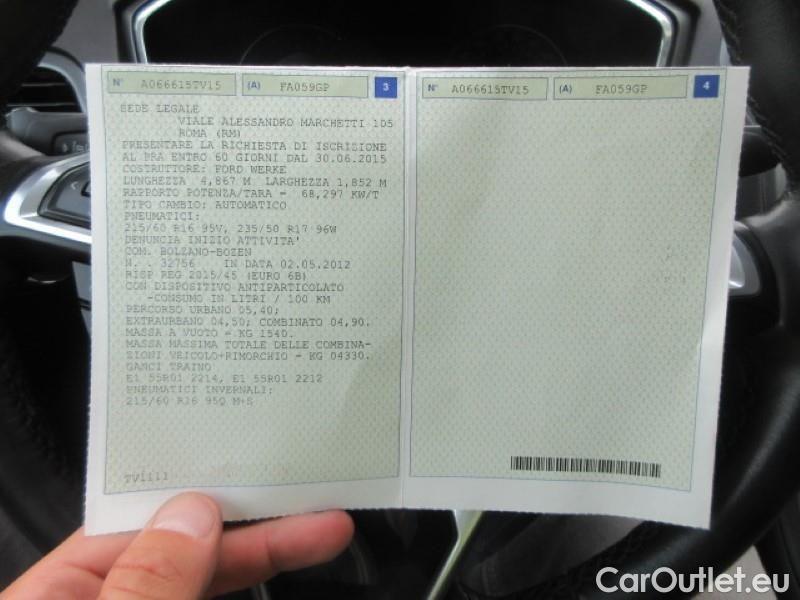 N° A066615TV15 (A) FA059GP 3
SEDE LEGALE
VIALE ALESSANDRO MARCHETTI 105
ROMA (RM)
PRESENTARE LA RICHIESTA DI ISCRIZIONE
AL PRA ENTRO 60 GIORNI DAL 30.06.2015
COSTRUTTORE: FORD WERKE
LUNGHEZZA 4,867 M LARGHEZZA 1,852 M
RAPPORTO POTENZA/TARA = 68,297 KW/T
TIPO CAMBIO: AUTOMATICO
PNEUMATICI:
215/60 R16 95V, 235/50 R17 96W
DENUNCIA INIZIO ATTIVITA'
COM. BOLZANO-BOZEN
N. . 32756 IN DATA 02.05.2012
RISP REG 2015/45 (EURO 6B)
CON DISPOSITIVO ANTIPARTICOLATO
-CONSUMO IN LITRI / 100 KM
PERCORSO URBANO 05,40;
EXTRAURBANO 04,50; COMBINATO 04,90.
MASSA A VUOTO = KG 1540.
MASSA MASSIMA TOTALE DELLE COMBINA-
ZIONI VEICOLO+RIMORCHIO = KG 04330.
GANCI TRAINO
E1 55R01 2214, E1 55R01 2212
PNEUMATICI INVERNALI:
215/60 R16 95Q M+S
TV1111
N° A066615TV15 (A) FA059GP 4
CarOutlet.eu